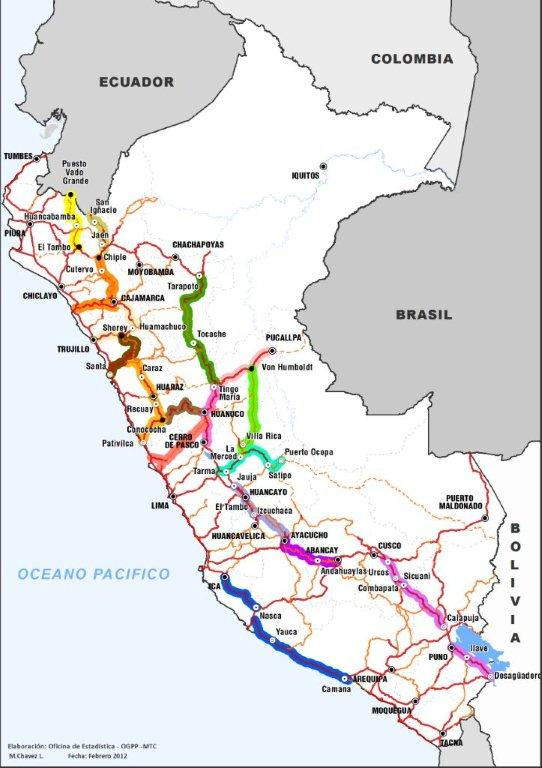 COLOMBIA
ECUADOR
TUMBES
Puesto
Vado
Grande
IQUITOS
San
Ignacio
Huancabamba
PIURA
Jaén
El Tambo
Chiple
CHACHAPOYAS
Cutervo
MOYOBAMBA
Tarapoto
CHICLAYO
CAJAMARCA
BRASIL
Shorey
Huamachuco
Tocache
TRUJILLO
PUCALLPA
Santa
Caraz
Von Humboldt
HUARAZ
Tingo
María
Recuay
HUANUCO
Conococha
Pativilca
CERRO
DE PASCO
Villa Rica
La
Merced
Puerto Ocopa
Tarma
Jauja
Satipo
LIMA
HUANCAYO
El Tambo
Izcuchaca
PUERTO
MALDONADO
HUANCAVELICA
AYACUCHO
BOLIVIA
ABANCAY
CUSCO
Andahuaylas
Urcos
Sicuani
Combapata
OCEANO PACIFICO
ICA
Nasca
Calapuja
Yauca
Ilave
PUNO
Camana
AREQUIPA
Dosagüadero
MOQUEGUA
TACNA
Elaboración: Oficina de Estadística - OGPP -MTC
M.Chavez L. Fecha: Febrero 2012